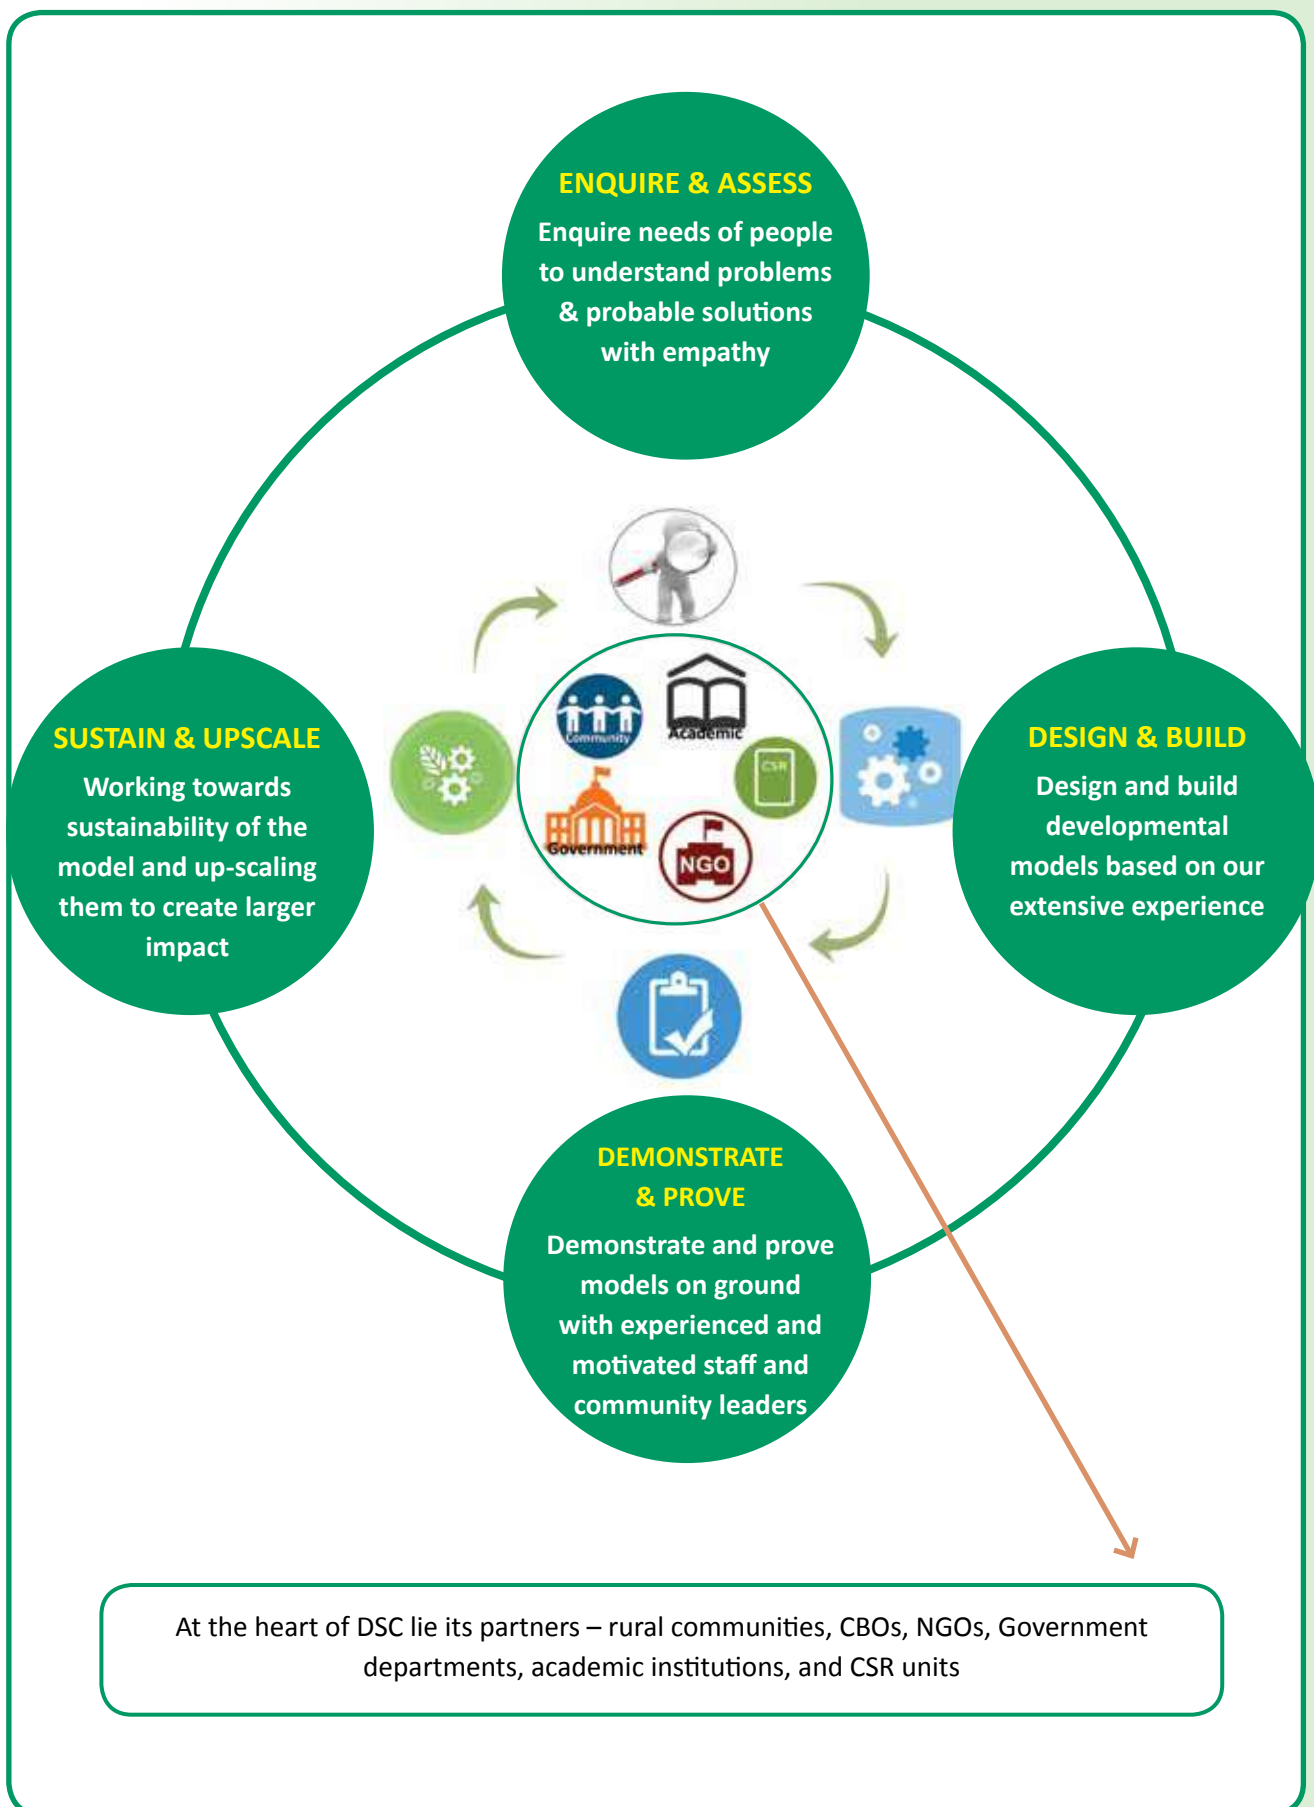 ENQUIRE & ASSESS
Enquire needs of people
to understand problems
& probable solutions
with empathy
SUSTAIN & UPSCALE
Working towards
sustainability of the
model and up-scaling
them to create larger
impact
Community
Academic
CSR
Government
NGO
DESIGN & BUILD
Design and build
developmental
models based on our
extensive experience
DEMONSTRATE
& PROVE
Demonstrate and prove
models on ground
with experienced and
motivated staff and
community leaders
At the heart of DSC lie its partners – rural communities, CBOs, NGOs, Government
departments, academic institutions, and CSR units